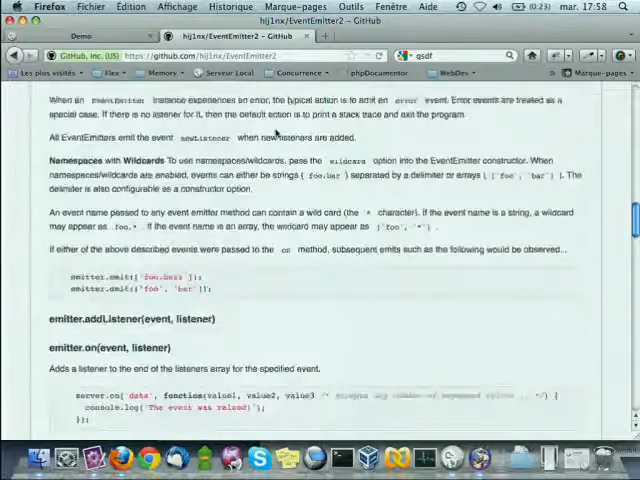 Firefox Fichier Édition Affichage Historique Marque-pages Outils Fenêtre Aide (0:23) mar. 17:58
hij1nx/EventEmitter2 - GitHub
Demo hij1nx/EventEmitter2 – GitHub
GitHub, Inc. (US) https://github.com/hij1nx/EventEmitter2 qsdf
Les plus visités Flex Memory Serveur Local Concurrence phpDocumentor WebDev Marque-pages
When an EventEmitter instance experiences an error, the typical action is to emit an error event. Error events are treated as a
special case. If there is no listener for it, then the default action is to print a stack trace and exit the program.
All EventEmitters emit the event newListener when new listeners are added.
Namespaces with Wildcards To use namespaces/wildcards, pass the wildcard option into the EventEmitter constructor. When
namespaces/wildcards are enabled, events can either be strings ( foo.bar ) separated by a delimiter or arrays ( ['foo', 'bar'] ). The
delimiter is also configurable as a constructor option.
An event name passed to any event emitter method can contain a wild card (the * character). If the event name is a string, a wildcard
may appear as foo.* . If the event name is an array, the wildcard may appear as ['foo', '*'] .
If either of the above described events were passed to the on method, subsequent emits such as the following would be observed...
emitter.emit(['foo.bazz']);
emitter.emit(['foo', 'bar']);
emitter.addListener(event, listener)
emitter.on(event, listener)
Adds a listener to the end of the listeners array for the specified event.
server.on('data', function(value1, value2, value3 /* accepts any number of expected values ... */) {
console.log('The event was raised!');
});